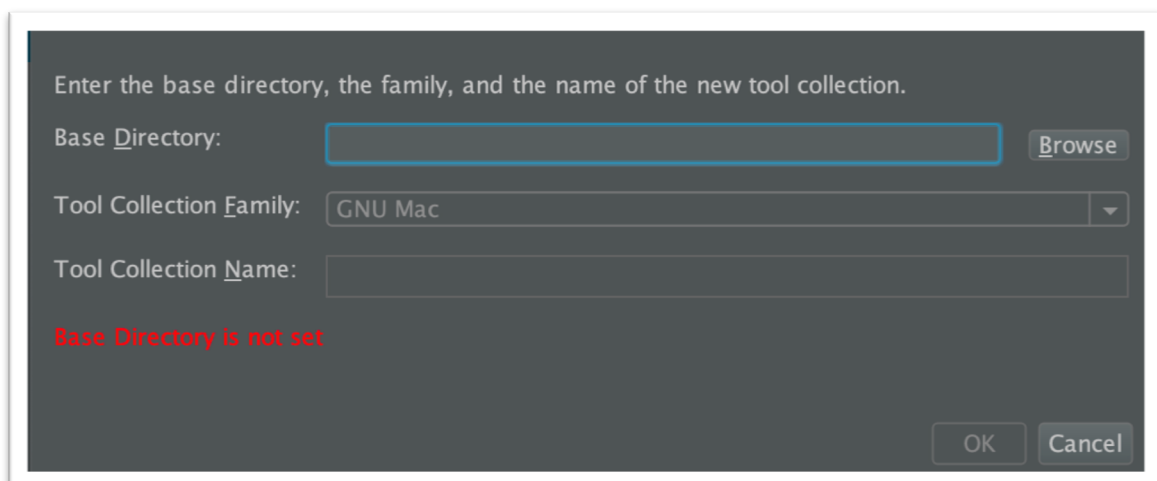 Enter the base directory, the family, and the name of the new tool collection.
Base Directory:
Browse
Tool Collection Family:
GNU Mac
Tool Collection Name:
Base Directory is not set
OK
Cancel